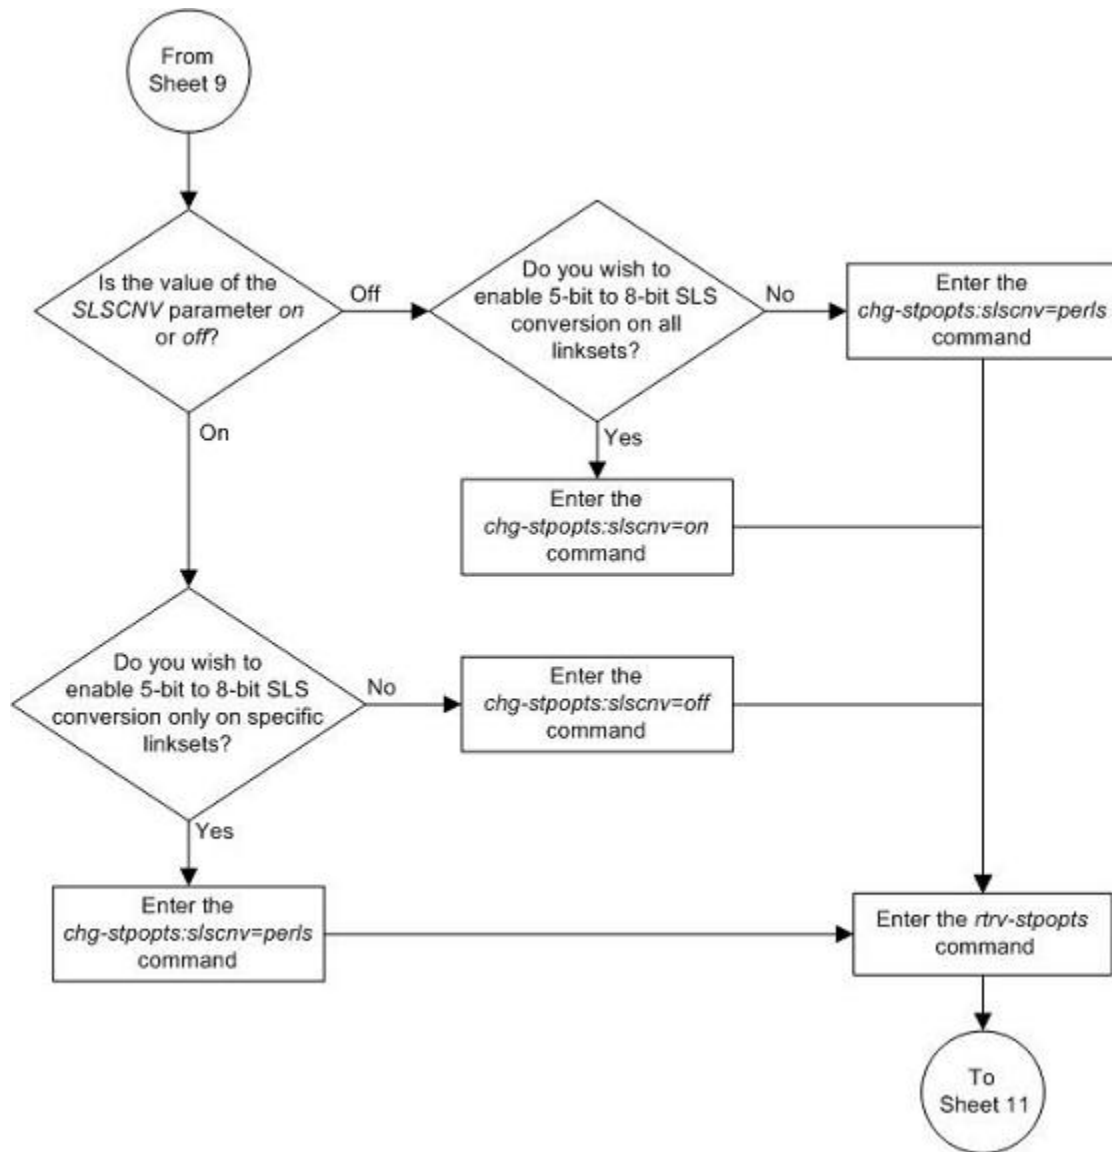 From
Sheet 9
Is the value of the
SLSCNV parameter on
or off?
Off
Do you wish to
enable 5-bit to 8-bit SLS
conversion on all
linksets?
No
Enter the
chg-stpopts:slscnv=perls
command
On
Yes
Enter the
chg-stpopts:slscnv=on
command
Do you wish to
enable 5-bit to 8-bit SLS
conversion only on specific
linksets?
No
Enter the
chg-stpopts:slscnv=off
command
Yes
Enter the
chg-stpopts:slscnv=perls
command
Enter the rtrv-stpopts
command
To
Sheet 11